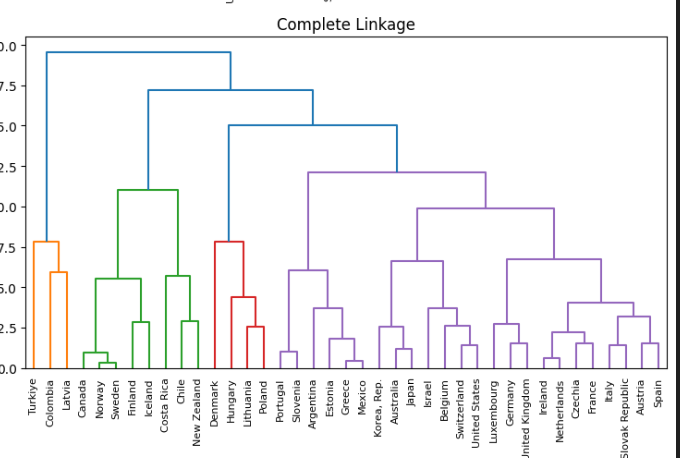 Complete Linkage
0.0
7.5
5.0
2.5
0.0
7.5
5.0
2.5
0.0
Turkiye
Colombia
Latvia
Canada
Norway
Sweden
Finland
Iceland
Costa Rica
Chile
New Zealand
Denmark
Hungary
Lithuania
Poland
Portugal
Slovenia
Argentina
Estonia
Greece
Mexico
Korea, Rep.
Australia
Japan
Israel
Belgium
Switzerland
United States
Luxembourg
Germany
United Kingdom
Ireland
Netherlands
Czechia
France
Italy
Slovak Republic
Austria
Spain